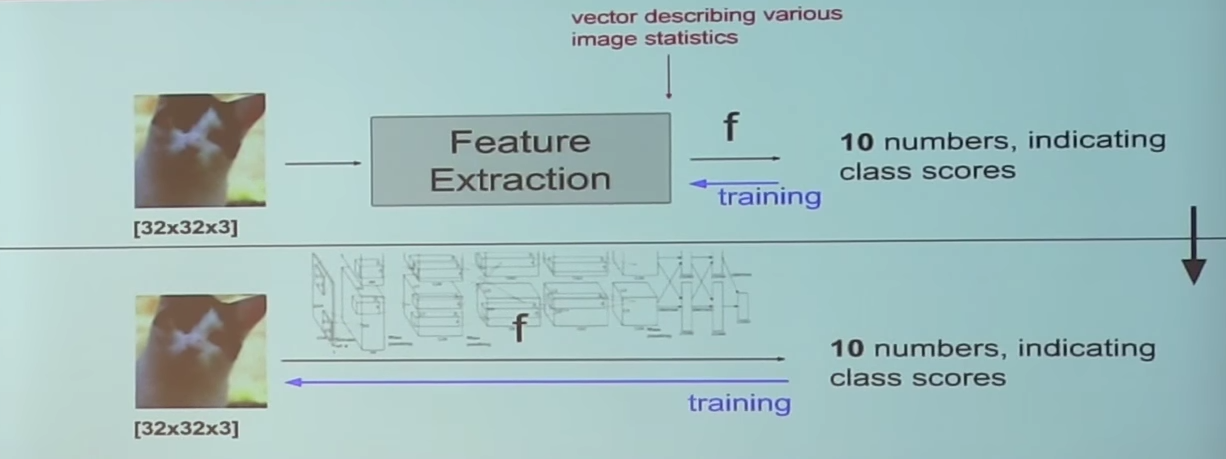 vector describing various
image statistics
f
Feature
Extraction
10 numbers, indicating
class scores
training
[32x32x3]
f
10 numbers, indicating
class scores
training
[32x32x3]